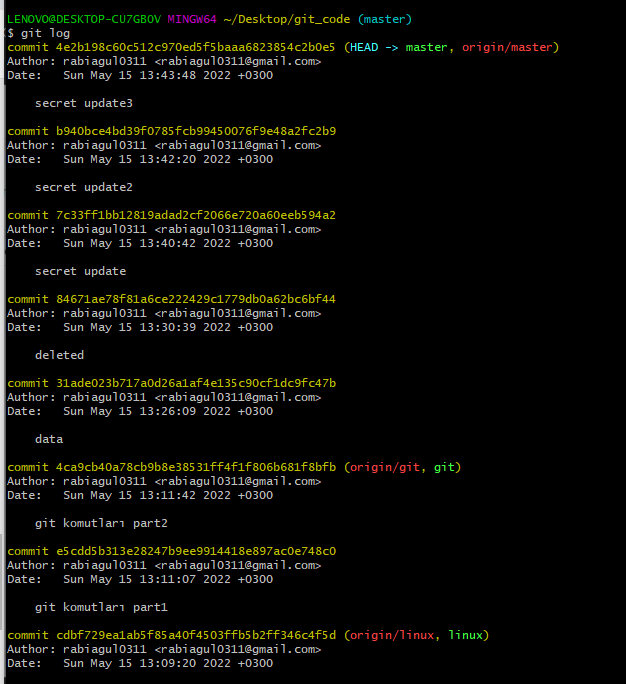 LENOVO@DESKTOP-CU7GBOV MINGW64 ~/Desktop/git_code (master)
$ git log
commit 4e2b198c60c512c970ed5f5baaa6823854c2b0e5 (HEAD -> master, origin/master)
Author: rabiagul0311 <rabiagul0311@gmail.com>
Date:   Sun May 15 13:43:48 2022 +0300
    secret update3
commit b940bce4bd39f0785fcb99450076f9e48a2fc2b9
Author: rabiagul0311 <rabiagul0311@gmail.com>
Date:   Sun May 15 13:42:20 2022 +0300
    secret update2
commit 7c33ff1bb12819adad2cf2066e720a60eeb594a2
Author: rabiagul0311 <rabiagul0311@gmail.com>
Date:   Sun May 15 13:40:42 2022 +0300
    secret update
commit 84671ae78f81a6ce222429c1779db0a62bc6bf44
Author: rabiagul0311 <rabiagul0311@gmail.com>
Date:   Sun May 15 13:30:39 2022 +0300
    deleted
commit 31ade023b717a0d26a1af4e135c90cf1dc9fc47b
Author: rabiagul0311 <rabiagul0311@gmail.com>
Date:   Sun May 15 13:26:09 2022 +0300
    data
commit 4ca9cb40a78cb9b8e38531ff4f1f806b681f8bfb (origin/git, git)
Author: rabiagul0311 <rabiagul0311@gmail.com>
Date:   Sun May 15 13:11:42 2022 +0300
    git komutları part2
commit e5cdd5b313e28247b9ee9914418e897ac0e748c0
Author: rabiagul0311 <rabiagul0311@gmail.com>
Date:   Sun May 15 13:11:07 2022 +0300
    git komutları part1
commit cdbf729ea1ab5f85a40f4503ffb5b2ff346c4f5d (origin/linux, linux)
Author: rabiagul0311 <rabiagul0311@gmail.com>
Date:   Sun May 15 13:09:20 2022 +0300